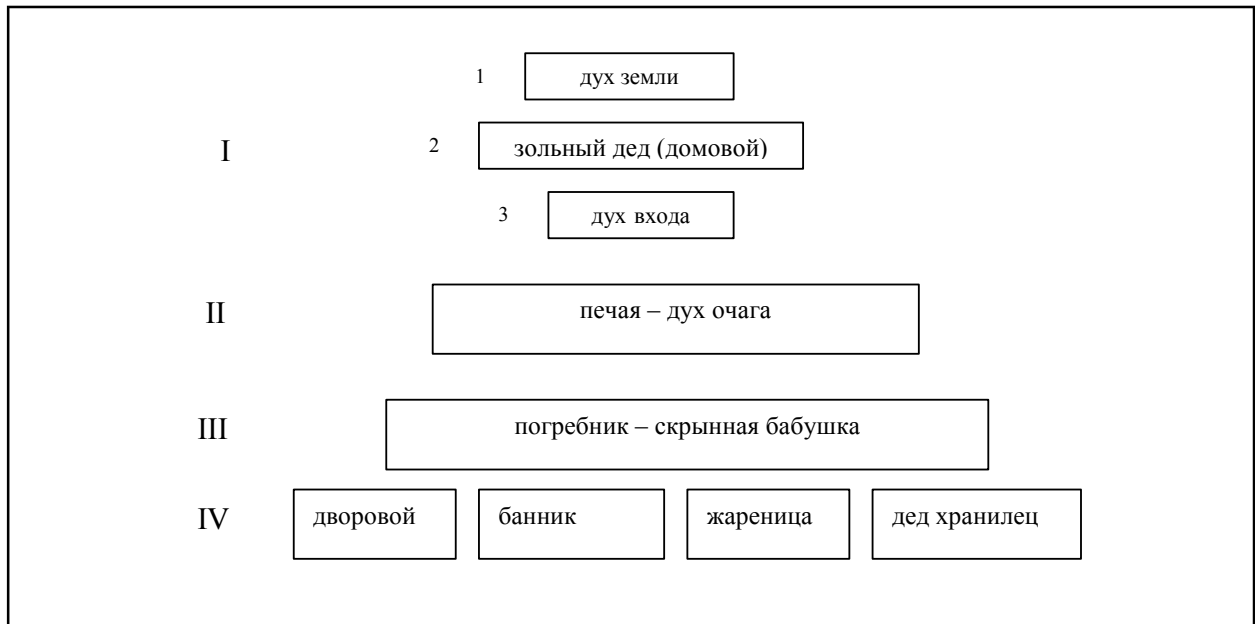 1 дух земли
I 2 зольный дед (домовой)
3 дух входа
II печая – дух очага
III погребник – скрынная бабушка
IV дворовой банник жареница дед хранилец